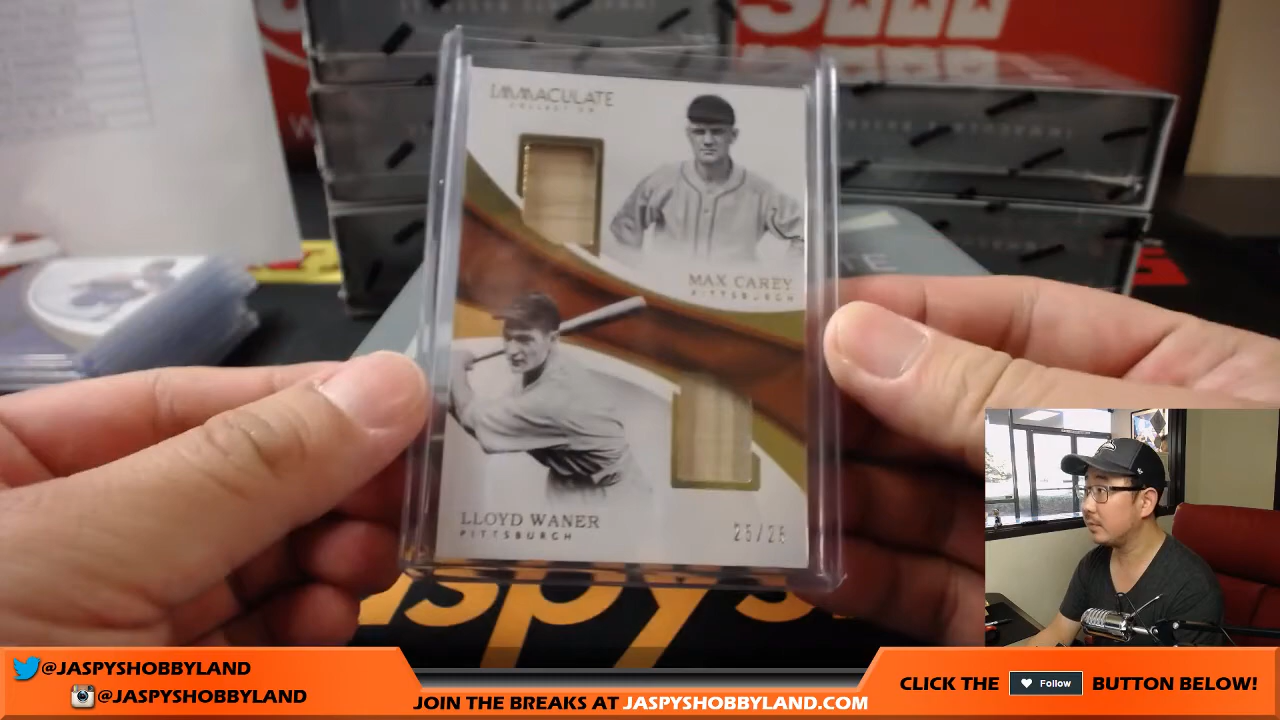 IMMACULATE
COLLECTION
MAX CAREY
PITTSBURGH
LLOYD WANER
PITTSBURGH
25/25
@JASPYSHOBBYLAND
@JASPYSHOBBYLAND
JOIN THE BREAKS AT JASPYSHOBBYLAND.COM
CLICK THE Follow BUTTON BELOW!